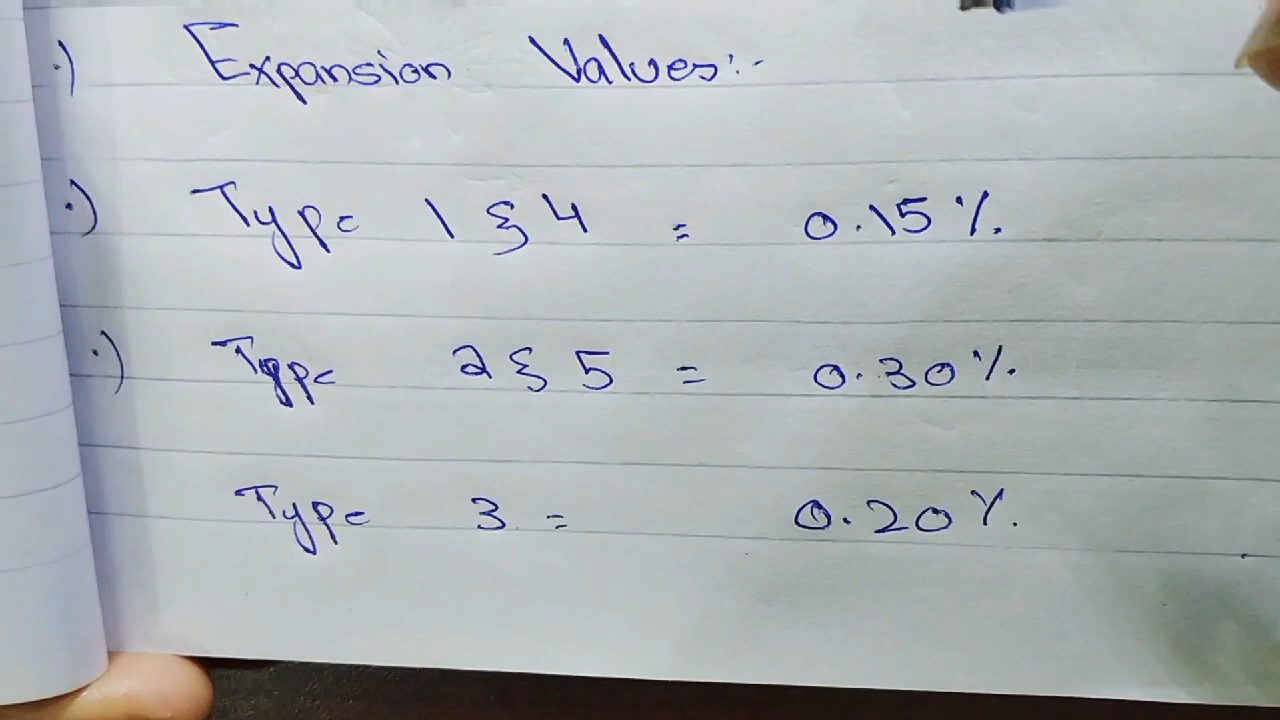 .) Expansion Values:-
.) Type 1 & 4 = 0.15 %.
.) Type 2 & 5 = 0.30 %.
Type 3 = 0.20 %.